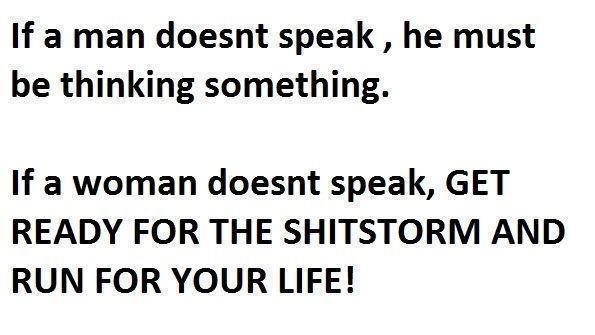 If a man doesnt speak , he must
be thinking something.
If a woman doesnt speak, GET
READY FOR THE SHITSTORM AND
RUN FOR YOUR LIFE!